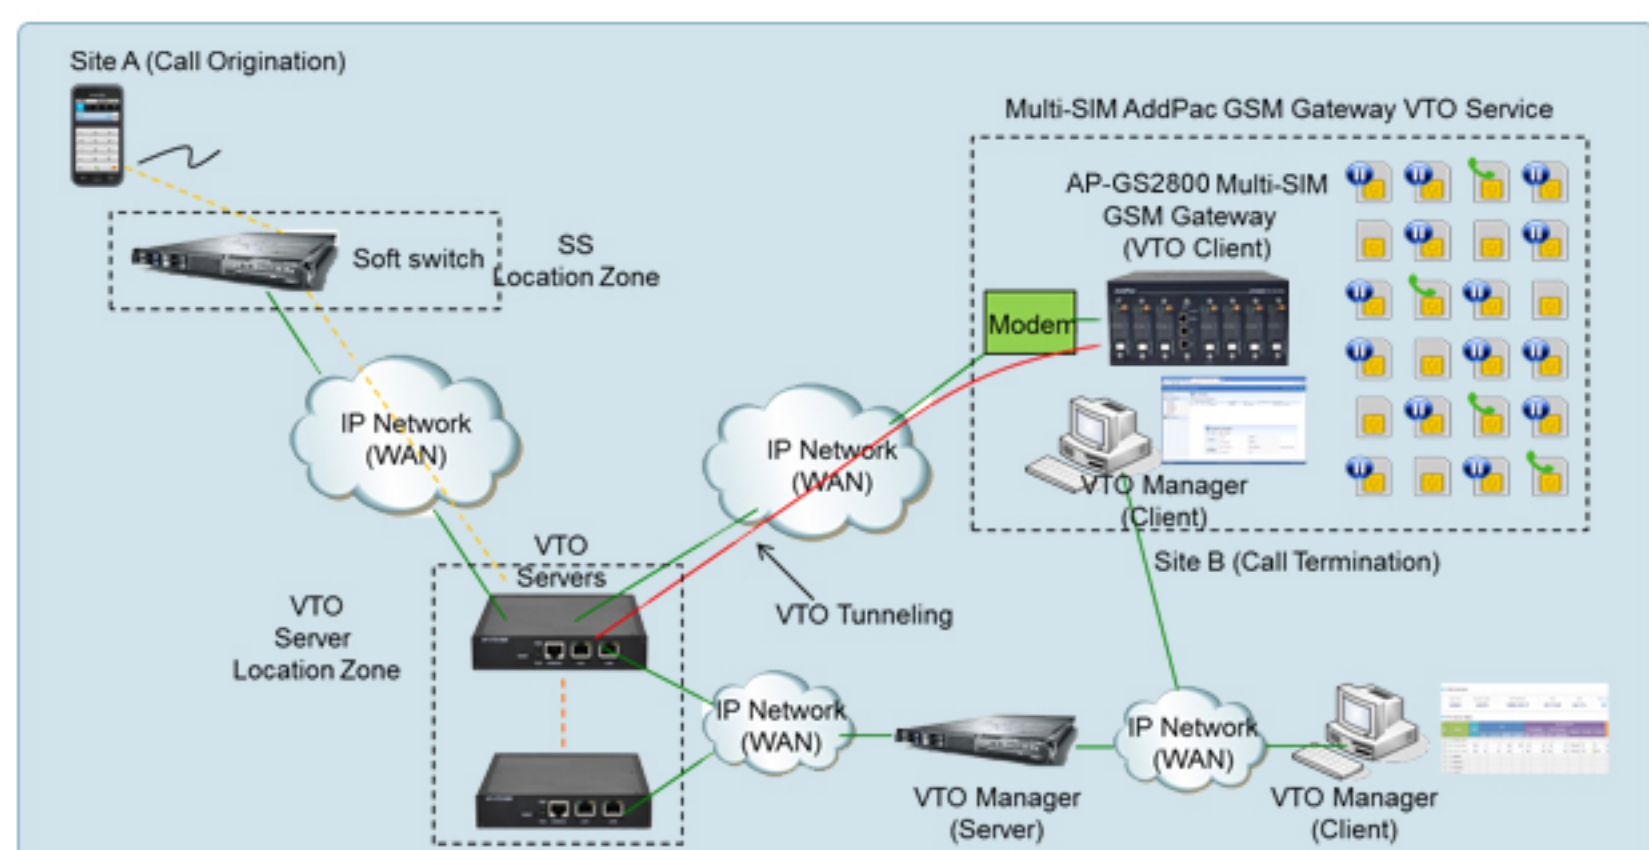 Site A (Call Origination)
Multi-SIM AddPac GSM Gateway VTO Service
AP-GS2800 Multi-SIM
GSM Gateway
(VTO Client)
Soft switch
SS
Location Zone
Modem
IP Network
(WAN)
IP Network
(WAN)
VTO Manager
(Client)
Site B (Call Termination)
VTO
Servers
VTO
Server
Location Zone
VTO Tunneling
IP Network
(WAN)
IP Network
(WAN)
VTO Manager
(Server)
VTO Manager
(Client)